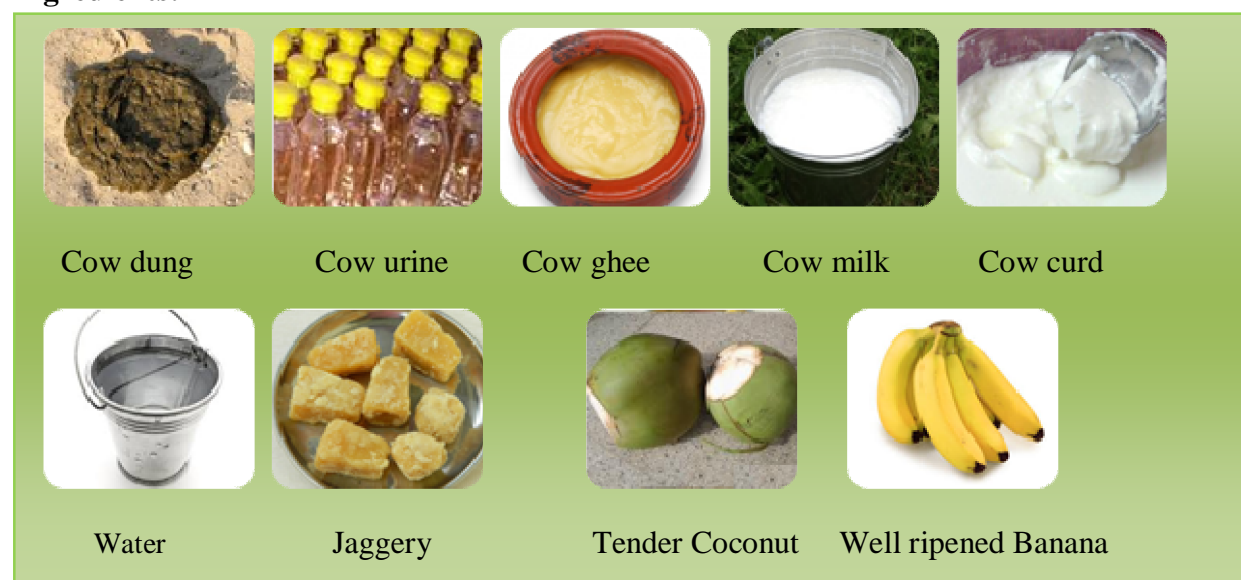 Cow dung Cow urine Cow ghee Cow milk Cow curd
Water Jaggery Tender Coconut Well ripened Banana